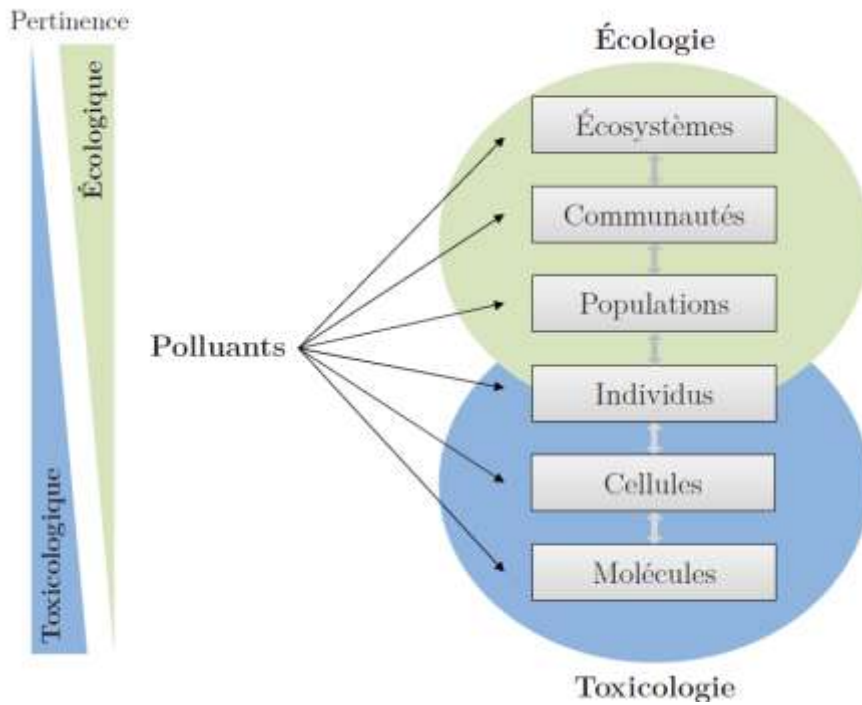 Pertinence
Écologique
Toxicologique
Polluants
Écologie
Écosystèmes
Communautés
Populations
Individus
Cellules
Molécules
Toxicologie